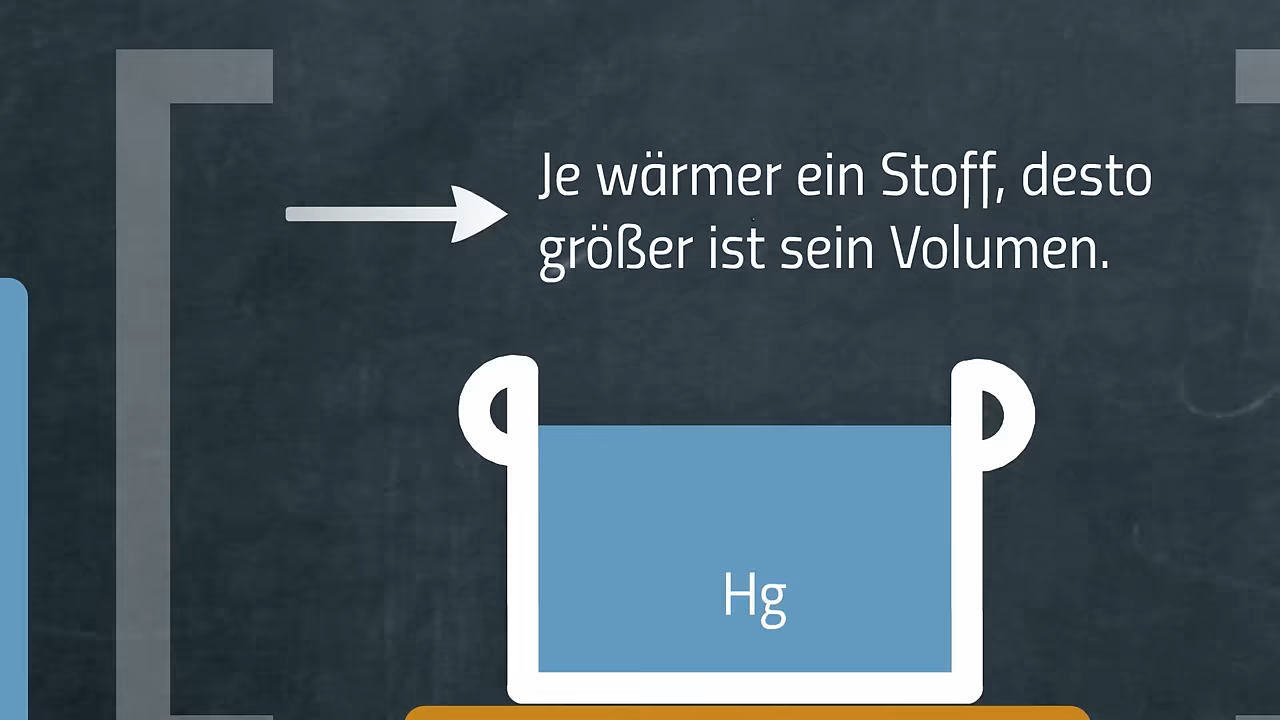 Je wärmer ein Stoff, desto
größer ist sein Volumen.
Hg